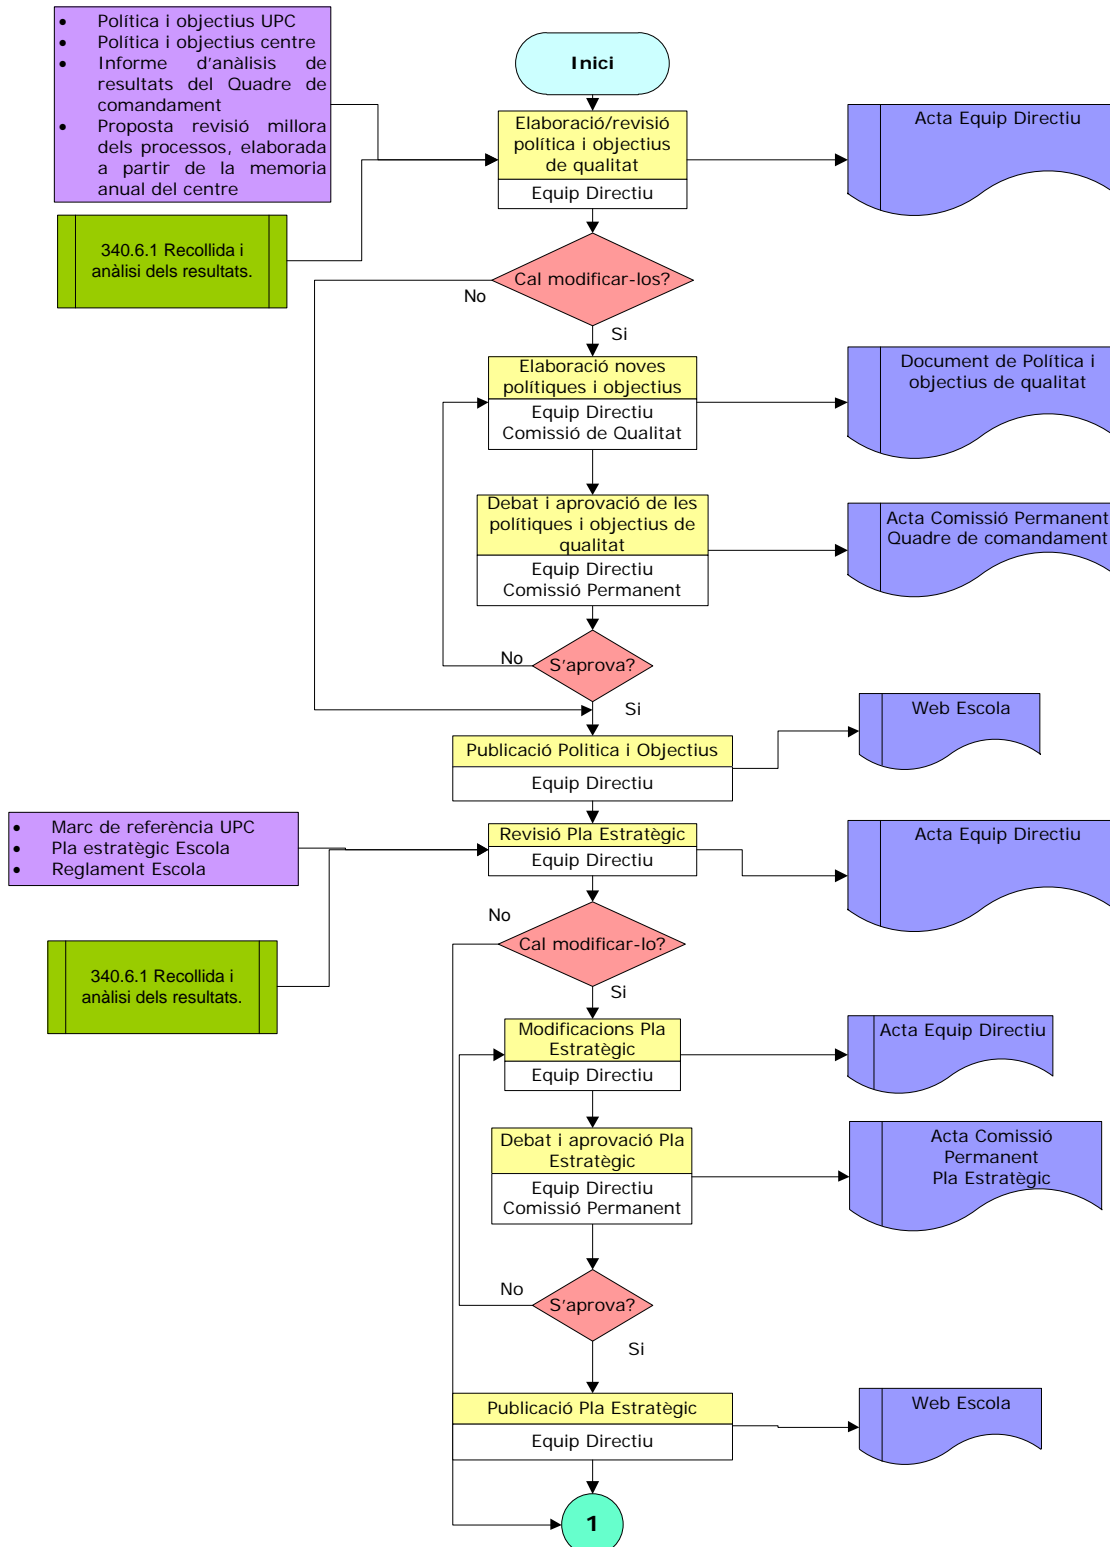 • Política i objectius UPC
• Política i objectius centre
• Informe d'anàlisis de
resultats del Quadre de
comandament
• Proposta revisió millora
dels processos, elaborada
a partir de la memoria
anual del centre
Inici
Elaboració/revisió
política i objectius
de qualitat
Equip Directiu
Acta Equip Directiu
340.6.1 Recollida i
anàlisi dels resultats.
Cal modificar-los?
No
Si
Elaboració noves
polítiques i objectius
Equip Directiu
Comissió de Qualitat
Document de Política i
objectius de qualitat
Debat i aprovació de les
polítiques i objectius de
qualitat
Equip Directiu
Comissió Permanent
Acta Comissió Permanent
Quadre de comandament
No
S'aprova?
Si
Web Escola
Publicació Politica i Objectius
Equip Directiu
• Marc de referència UPC
• Pla estratègic Escola
• Reglament Escola
Revisió Pla Estratègic
Equip Directiu
Acta Equip Directiu
No
Cal modificar-lo?
340.6.1 Recollida i
anàlisi dels resultats.
Si
Modificacions Pla
Estratègic
Equip Directiu
Acta Equip Directiu
Debat i aprovació Pla
Estratègic
Equip Directiu
Comissió Permanent
Acta Comissió
Permanent
Pla Estratègic
No
S'aprova?
Si
Publicació Pla Estratègic
Equip Directiu
Web Escola
1